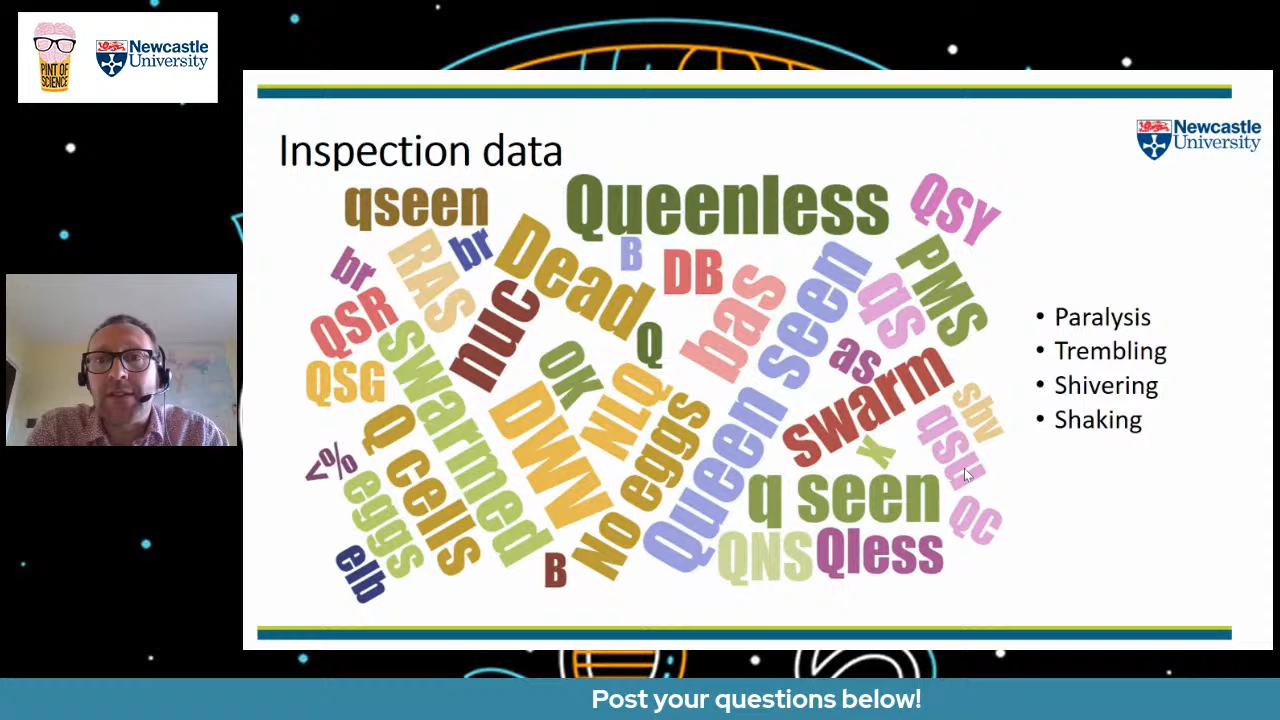 PINT OF
SCIENCE
Newcastle
University
Newcastle
University
Inspection data
qseen
Queenless
QSY
br
RAS
br
Dead
B
DB
bas
Queen seen
qs
PMS
QSR
swarmed
nuc
Q
OK
as
swarm
QSG
Q cells
DWV
NLQ
No eggs
x
sbv
qsu
<%
eggs
q seen
QC
elb
B
QNS
Qless
• Paralysis
• Trembling
• Shivering
• Shaking
Post your questions below!